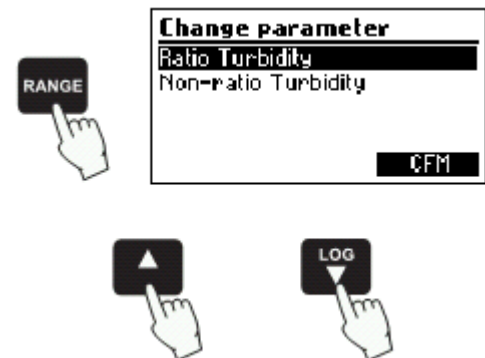 Change parameter
Ratio Turbidity
Non-ratio Turbidity
RANGE
CFM
LOG